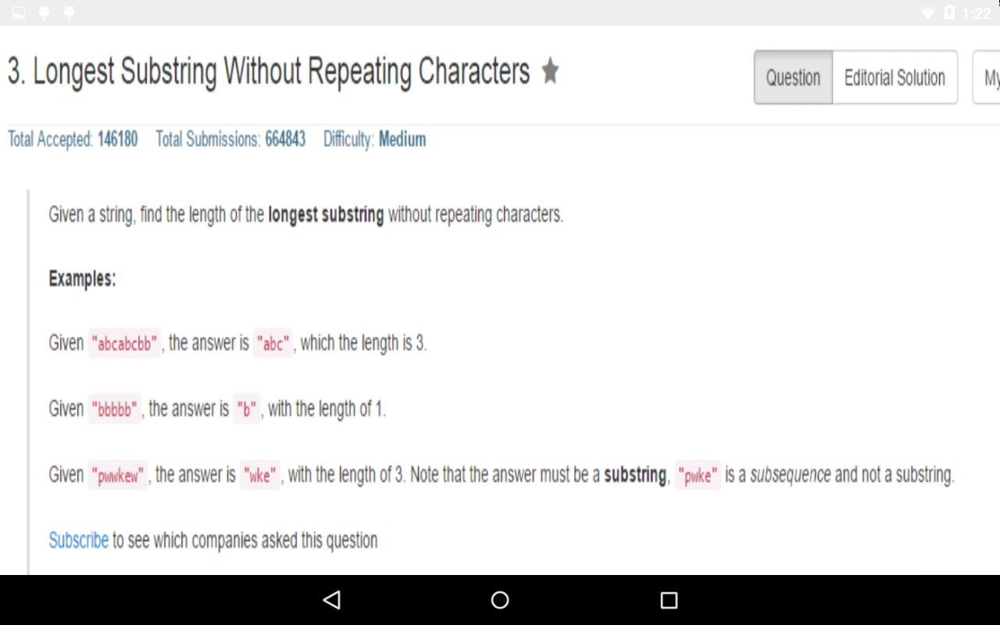 1:22
3. Longest Substring Without Repeating Characters
Question Editorial Solution My
Total Accepted: 146180 Total Submissions: 664843 Difficulty: Medium
Given a string, find the length of the longest substring without repeating characters.
Examples:
Given "abcabcbb", the answer is "abc", which the length is 3.
Given "bbbbb", the answer is "b", with the length of 1.
Given "pwwkew", the answer is "wke", with the length of 3. Note that the answer must be a substring, "pwke" is a subsequence and not a substring.
Subscribe to see which companies asked this question